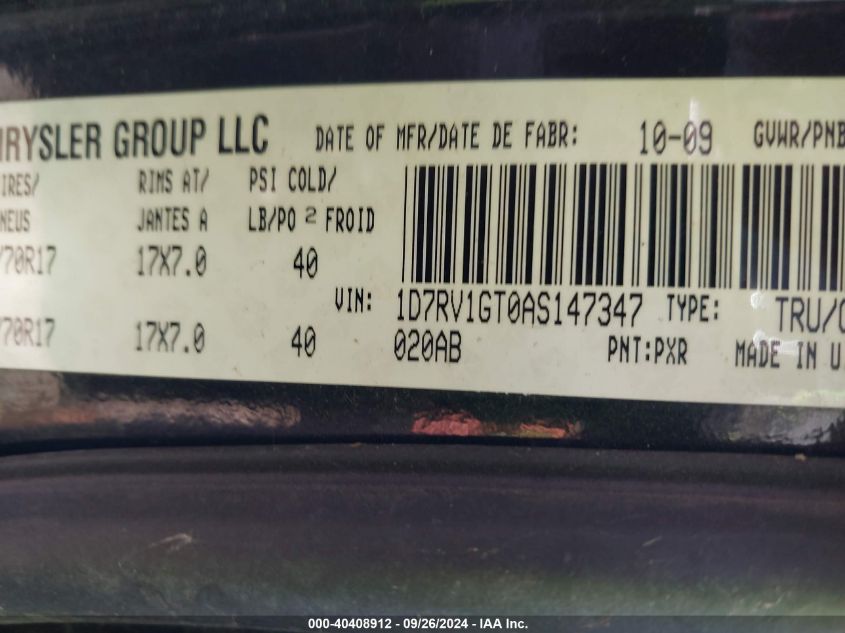 HRYSLER GROUP LLC DATE OF MFR/DATE DE FABR: 10-09 GVWR/PNB
IRES/ RIMS AT/ PSI COLD/
NEUS JANTES A LB/PO 2 FROID
/70R17 17X7.0 40
VIN: 1D7RV1GT0AS147347 TYPE: TRU/C
/70R17 17X7.0 40 020AB PNT:PXR MADE IN U.
000-40408912 / 09/26/2024 - IAA Inc.